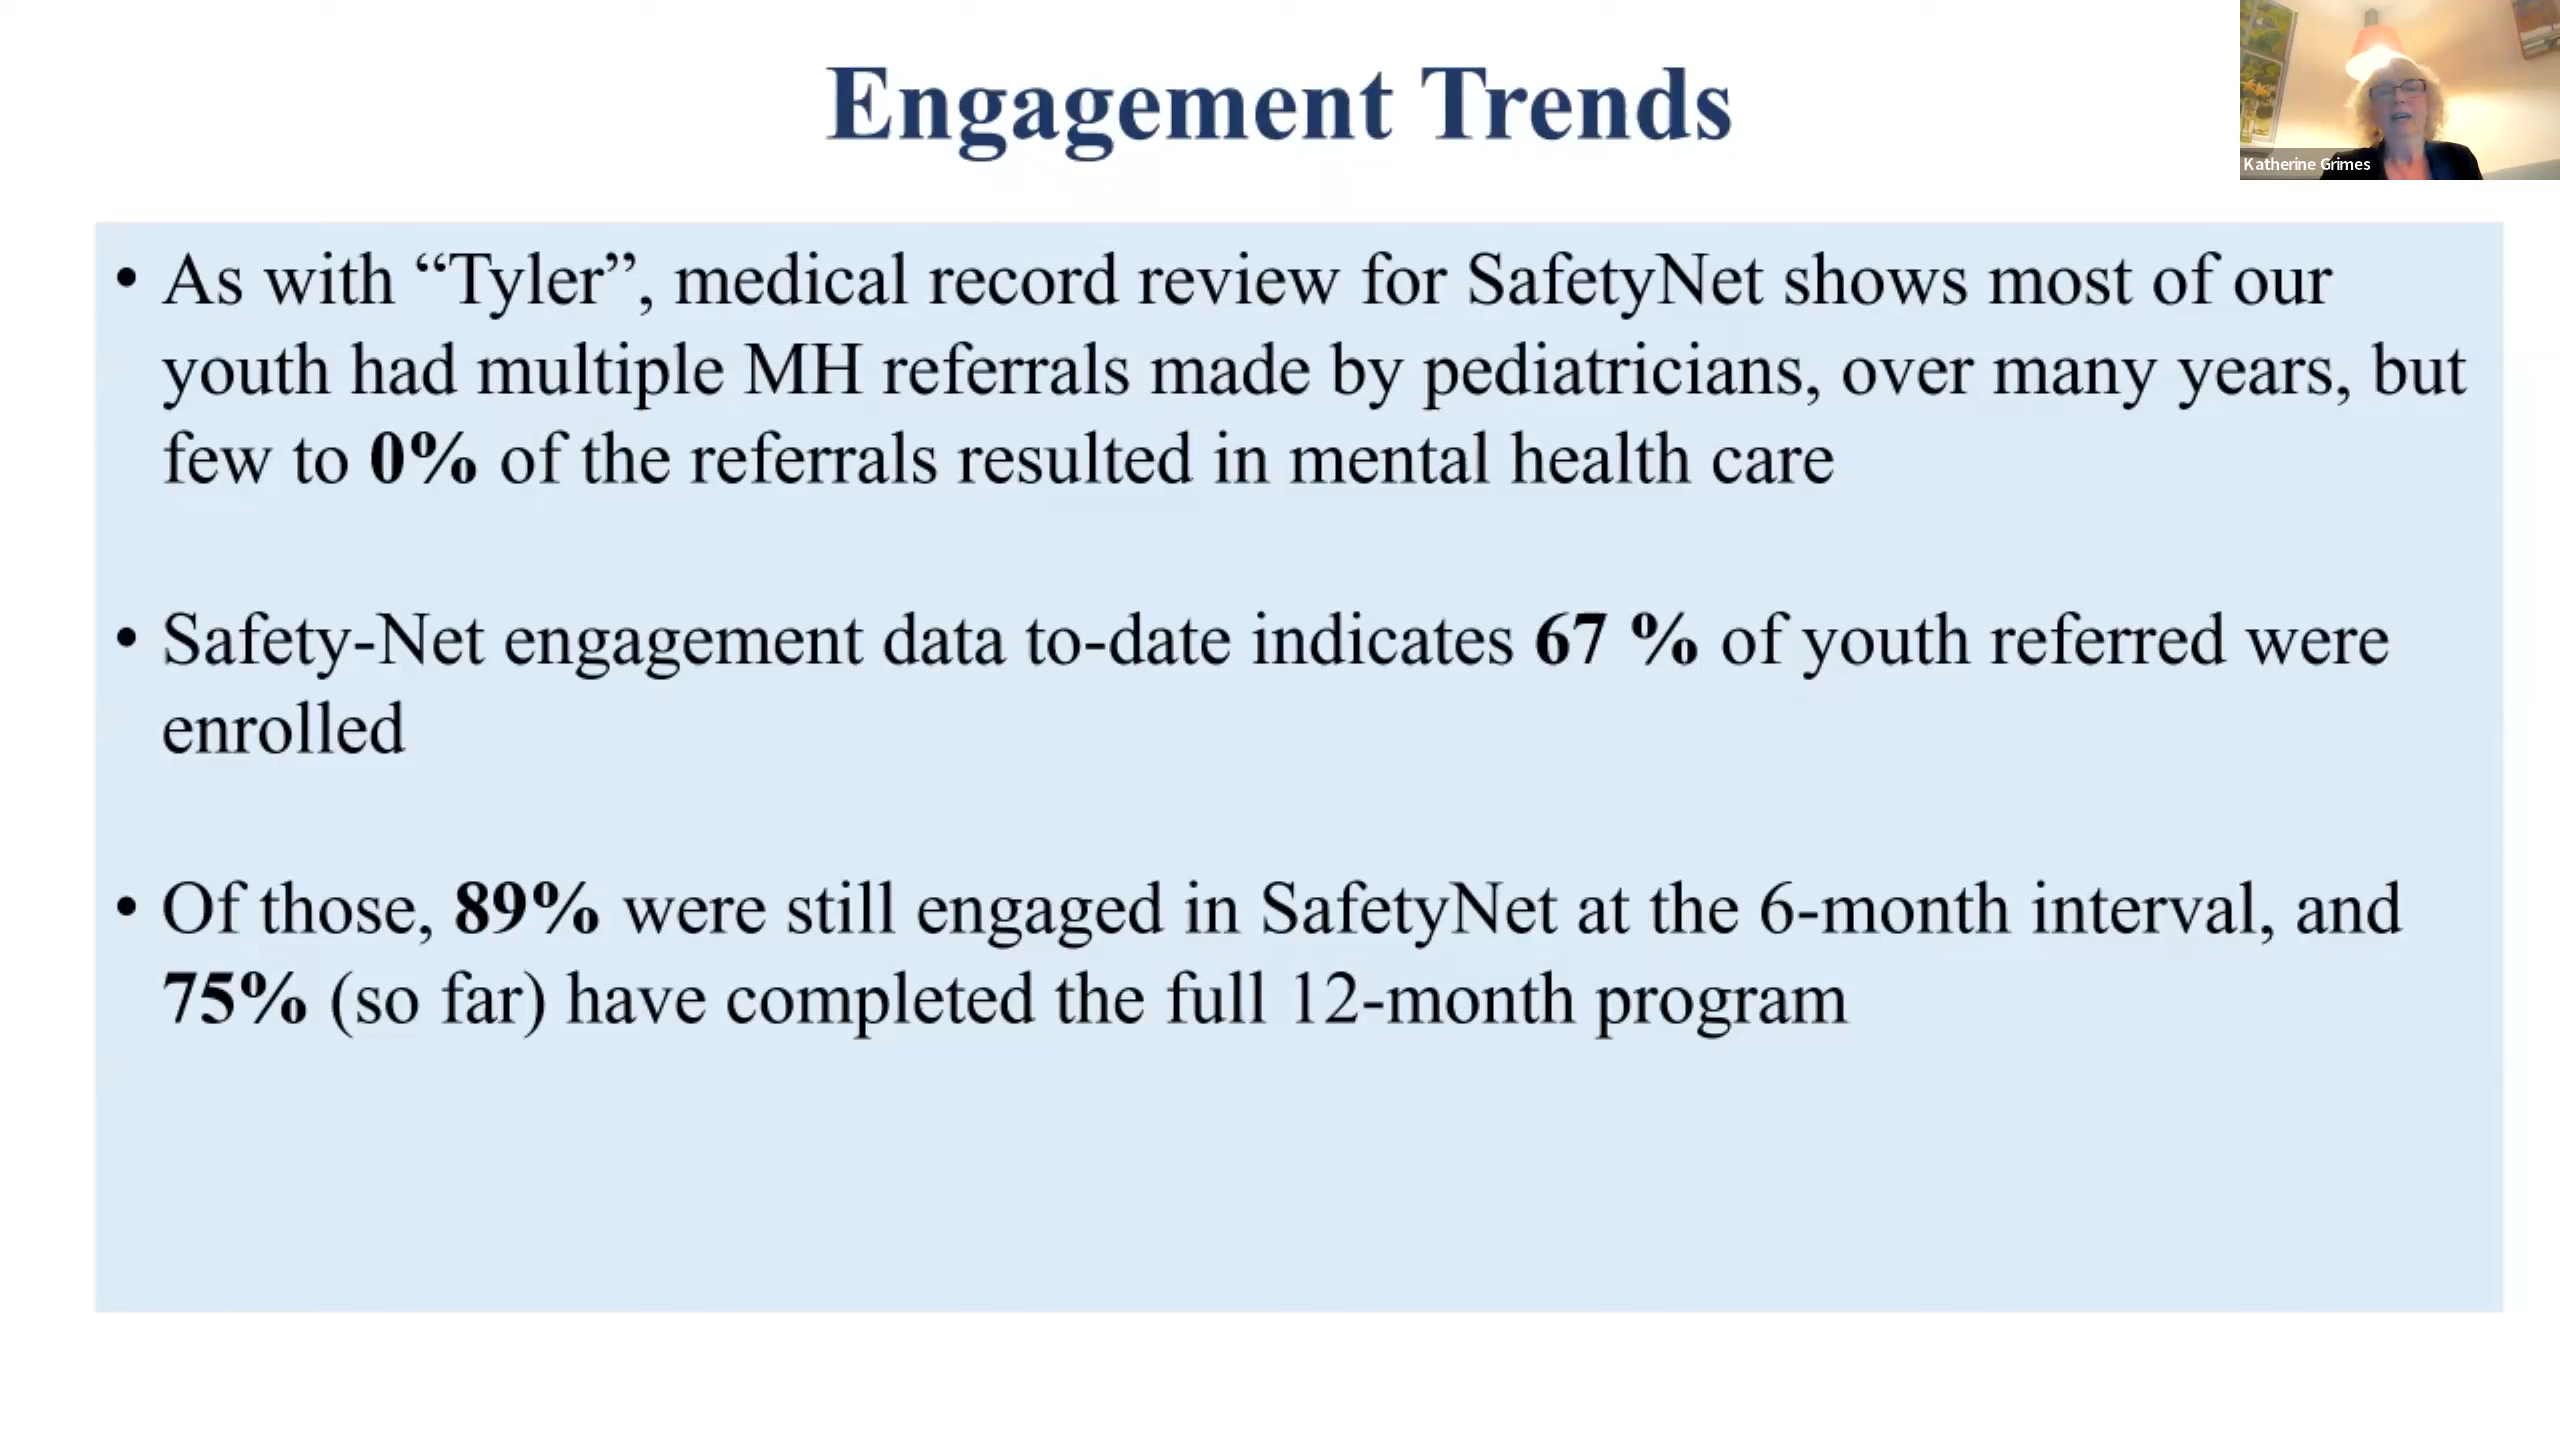 Engagement Trends
Katherine Grimes
• As with “Tyler”, medical record review for SafetyNet shows most of our
youth had multiple MH referrals made by pediatricians, over many years, but
few to 0% of the referrals resulted in mental health care
• Safety-Net engagement data to-date indicates 67 % of youth referred were
enrolled
• Of those, 89% were still engaged in SafetyNet at the 6-month interval, and
75% (so far) have completed the full 12-month program